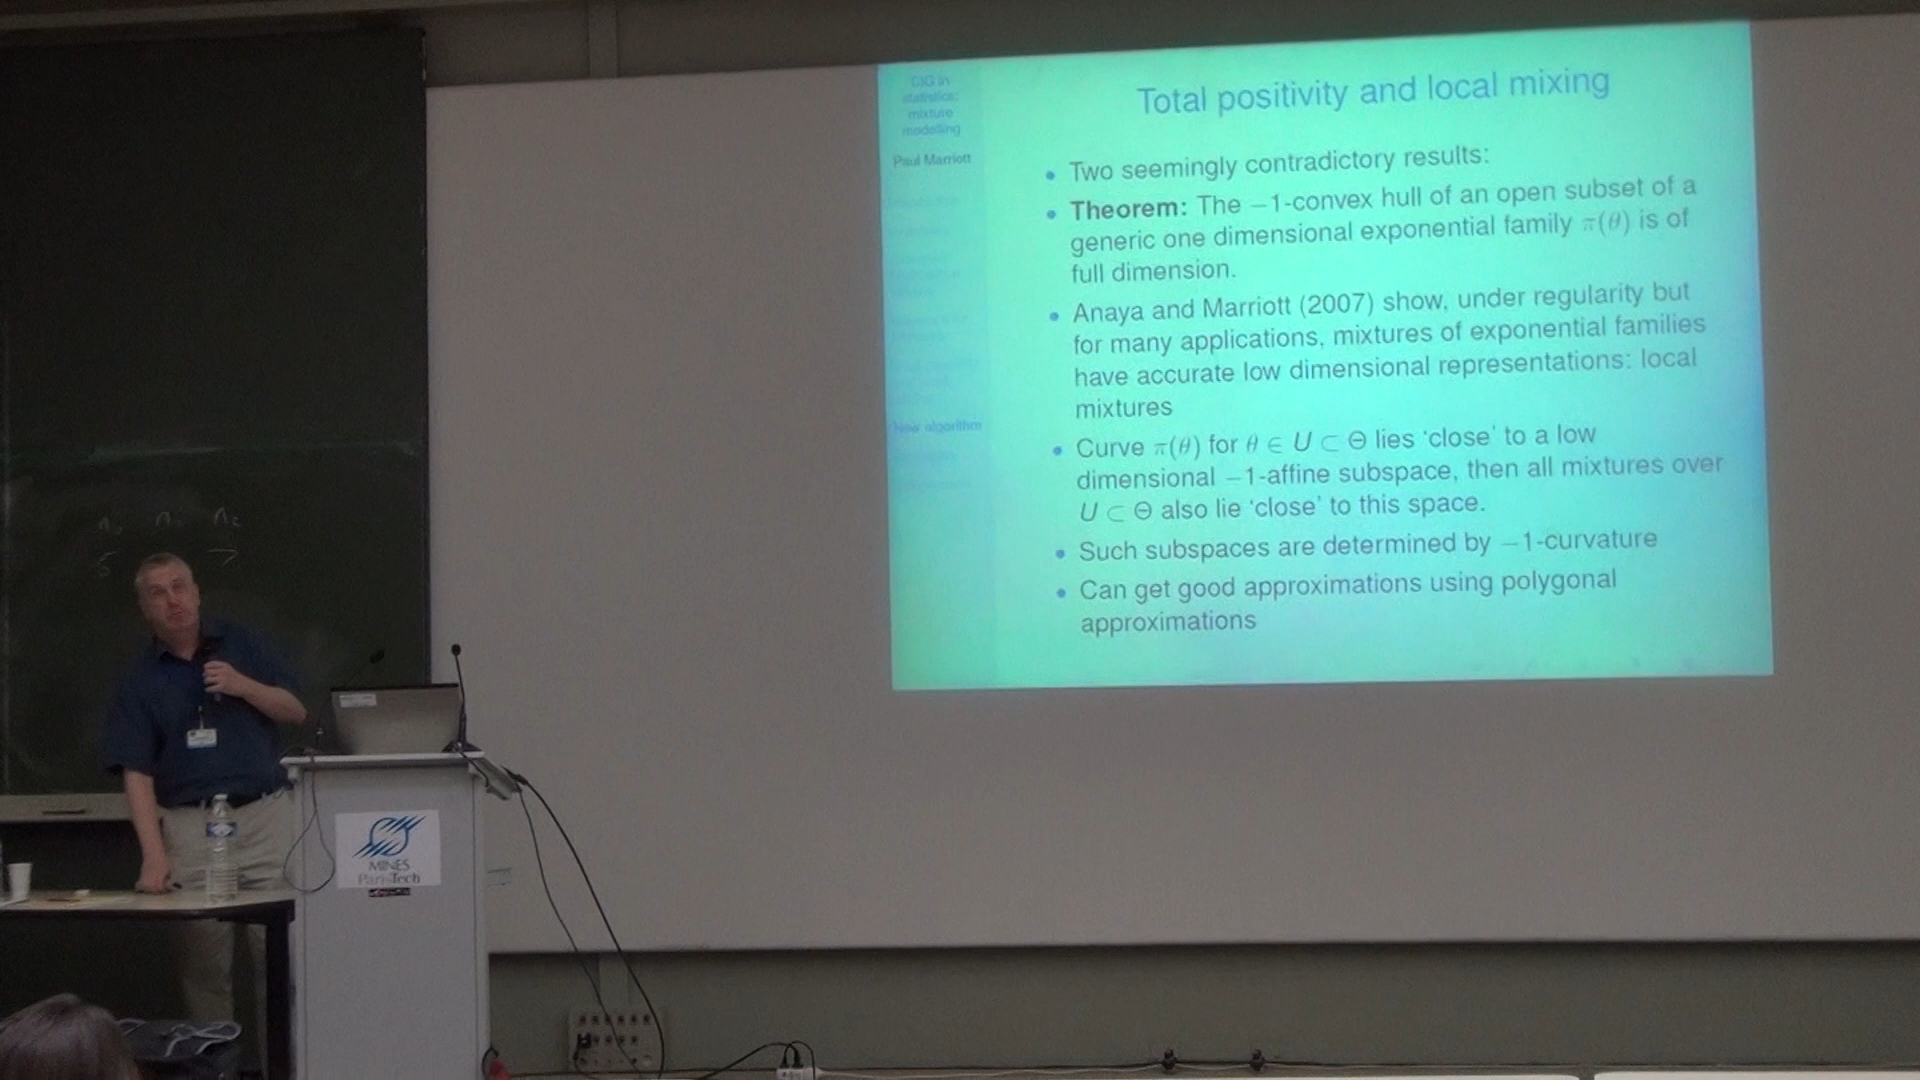 CIG in
statistics:
mixture
modelling
Paul Marriott
New algorithm
Total positivity and local mixing
• Two seemingly contradictory results:
• Theorem: The −1-convex hull of an open subset of a
generic one dimensional exponential family π(θ) is of
full dimension.
• Anaya and Marriott (2007) show, under regularity but
for many applications, mixtures of exponential families
have accurate low dimensional representations: local
mixtures
• Curve π(θ) for θ ∈ U ⊂ Θ lies ‘close’ to a low
dimensional −1-affine subspace, then all mixtures over
U ⊂ Θ also lie ‘close’ to this space.
• Such subspaces are determined by −1-curvature
• Can get good approximations using polygonal
approximations
MINES
ParisTech